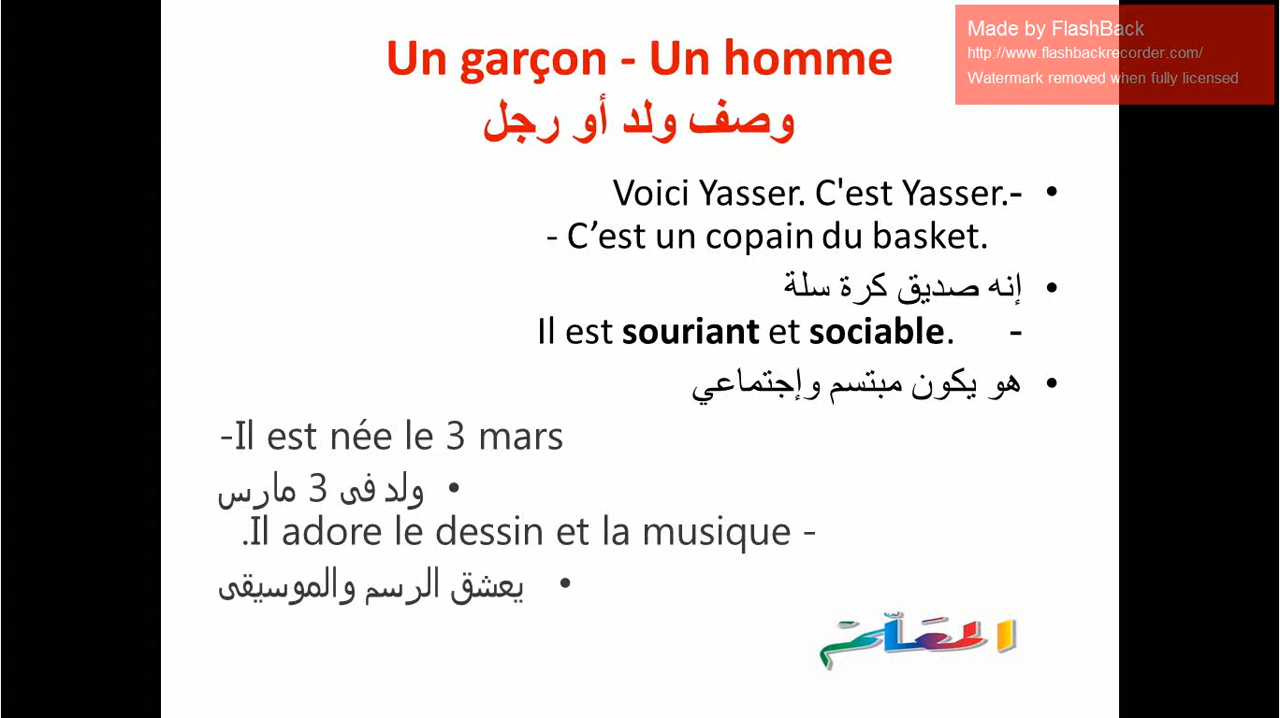 Made by FlashBack
http://www.flashbackrecorder.com/
Watermark removed when fully licensed
Un garçon - Un homme
وصف ولد أو رجل
• Voici Yasser. C'est Yasser.-
- C’est un copain du basket.
• إنه صديق كرة سلة
Il est souriant et sociable. -
• هو يكون مبتسم وإجتماعي
-Il est née le 3 mars
• ولد فى 3 مارس
.Il adore le dessin et la musique -
• يعشق الرسم والموسيقى
المعلّم